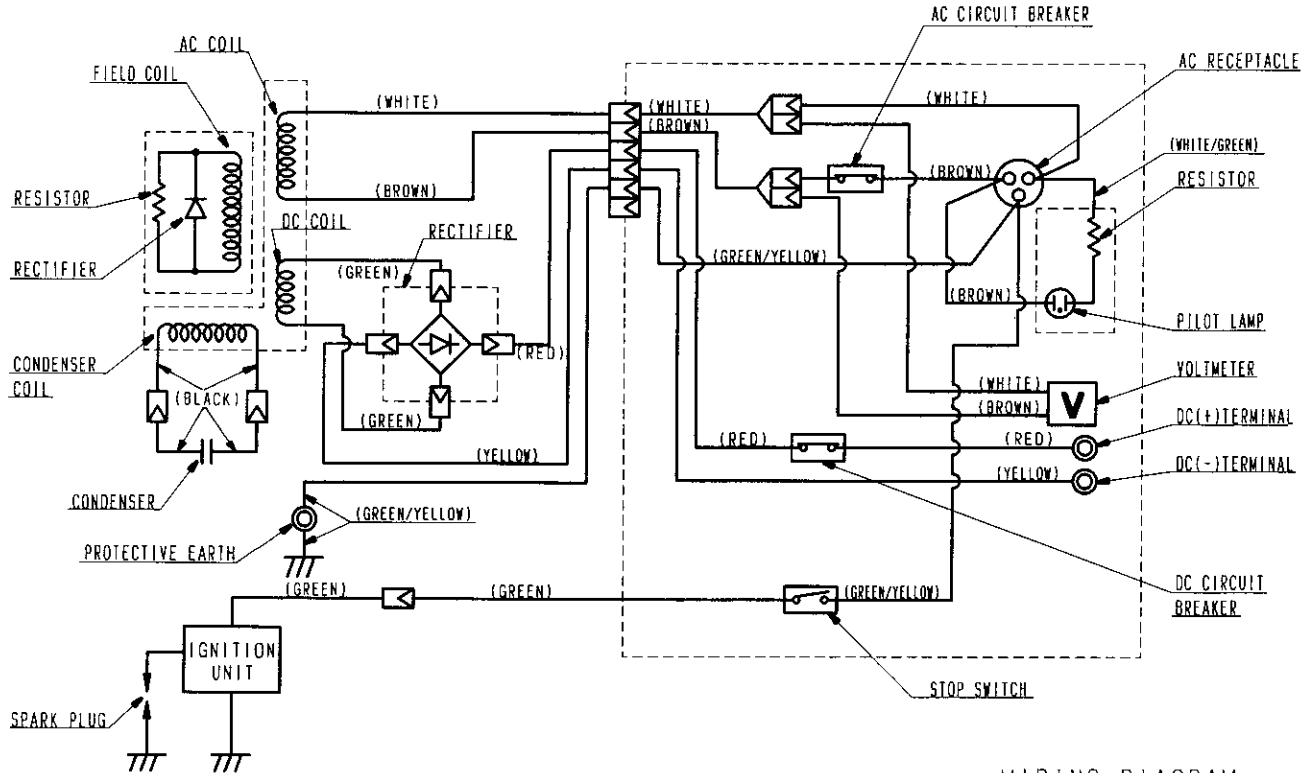 AC CIRCUIT BREAKER
AC COIL
FIELD COIL
AC RECEPTACLE
(WHITE)
(WHITE)
(WHITE)
(BROWN)
(WHITE/GREEN)
RESISTOR
(BROWN)
(BROWN)
RESISTOR
DC COIL
RECTIFIER
RECTIFIER
(GREEN)
(GREEN/YELLOW)
(BROWN)
PILOT LAMP
(RED)
CONDENSER
COIL
(BLACK)
(WHITE)
(BROWN)
V
VOLTMETER
(GREEN)
(RED)
(RED)
DC(+)TERMINAL
(YELLOW)
(YELLOW)
DC(-)TERMINAL
CONDENSER
(GREEN/YELLOW)
PROTECTIVE EARTH
(GREEN)
(GREEN)
(GREEN/YELLOW)
DC CIRCUIT
BREAKER
IGNITION
UNIT
STOP SWITCH
SPARK PLUG
WIRING DIAGRAM